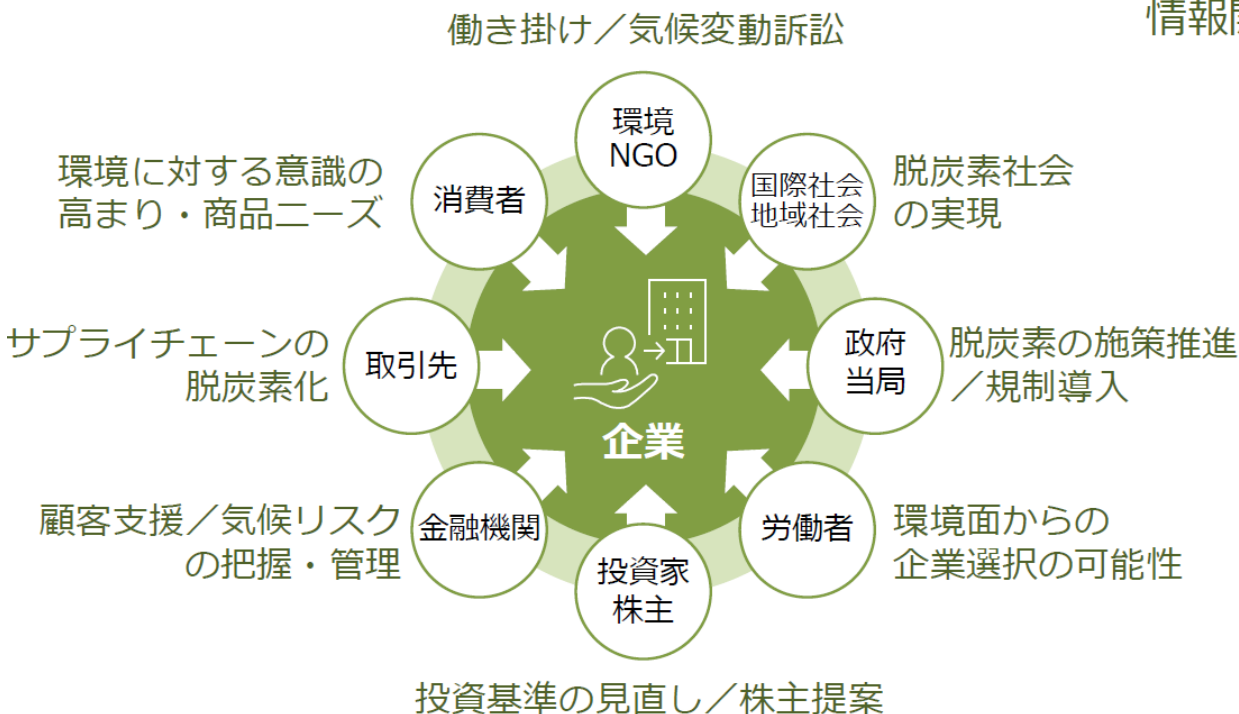 働き掛け／気候変動訴訟
情報
環境
NGO
国際社会
地域社会
脱炭素社会
の実現
政府
当局
脱炭素の施策推進
／規制導入
労働者
環境面からの
企業選択の可能性
投資家
株主
投資基準の見直し／株主提案
金融機関
顧客支援／気候リスク
の把握・管理
取引先
サプライチェーンの
脱炭素化
消費者
環境に対する意識の
高まり・商品ニーズ
企業